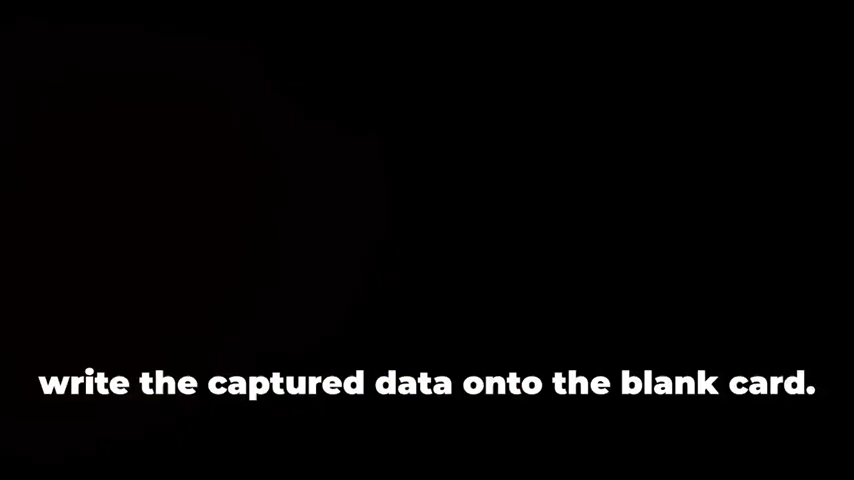 write the captured data onto the blank card.